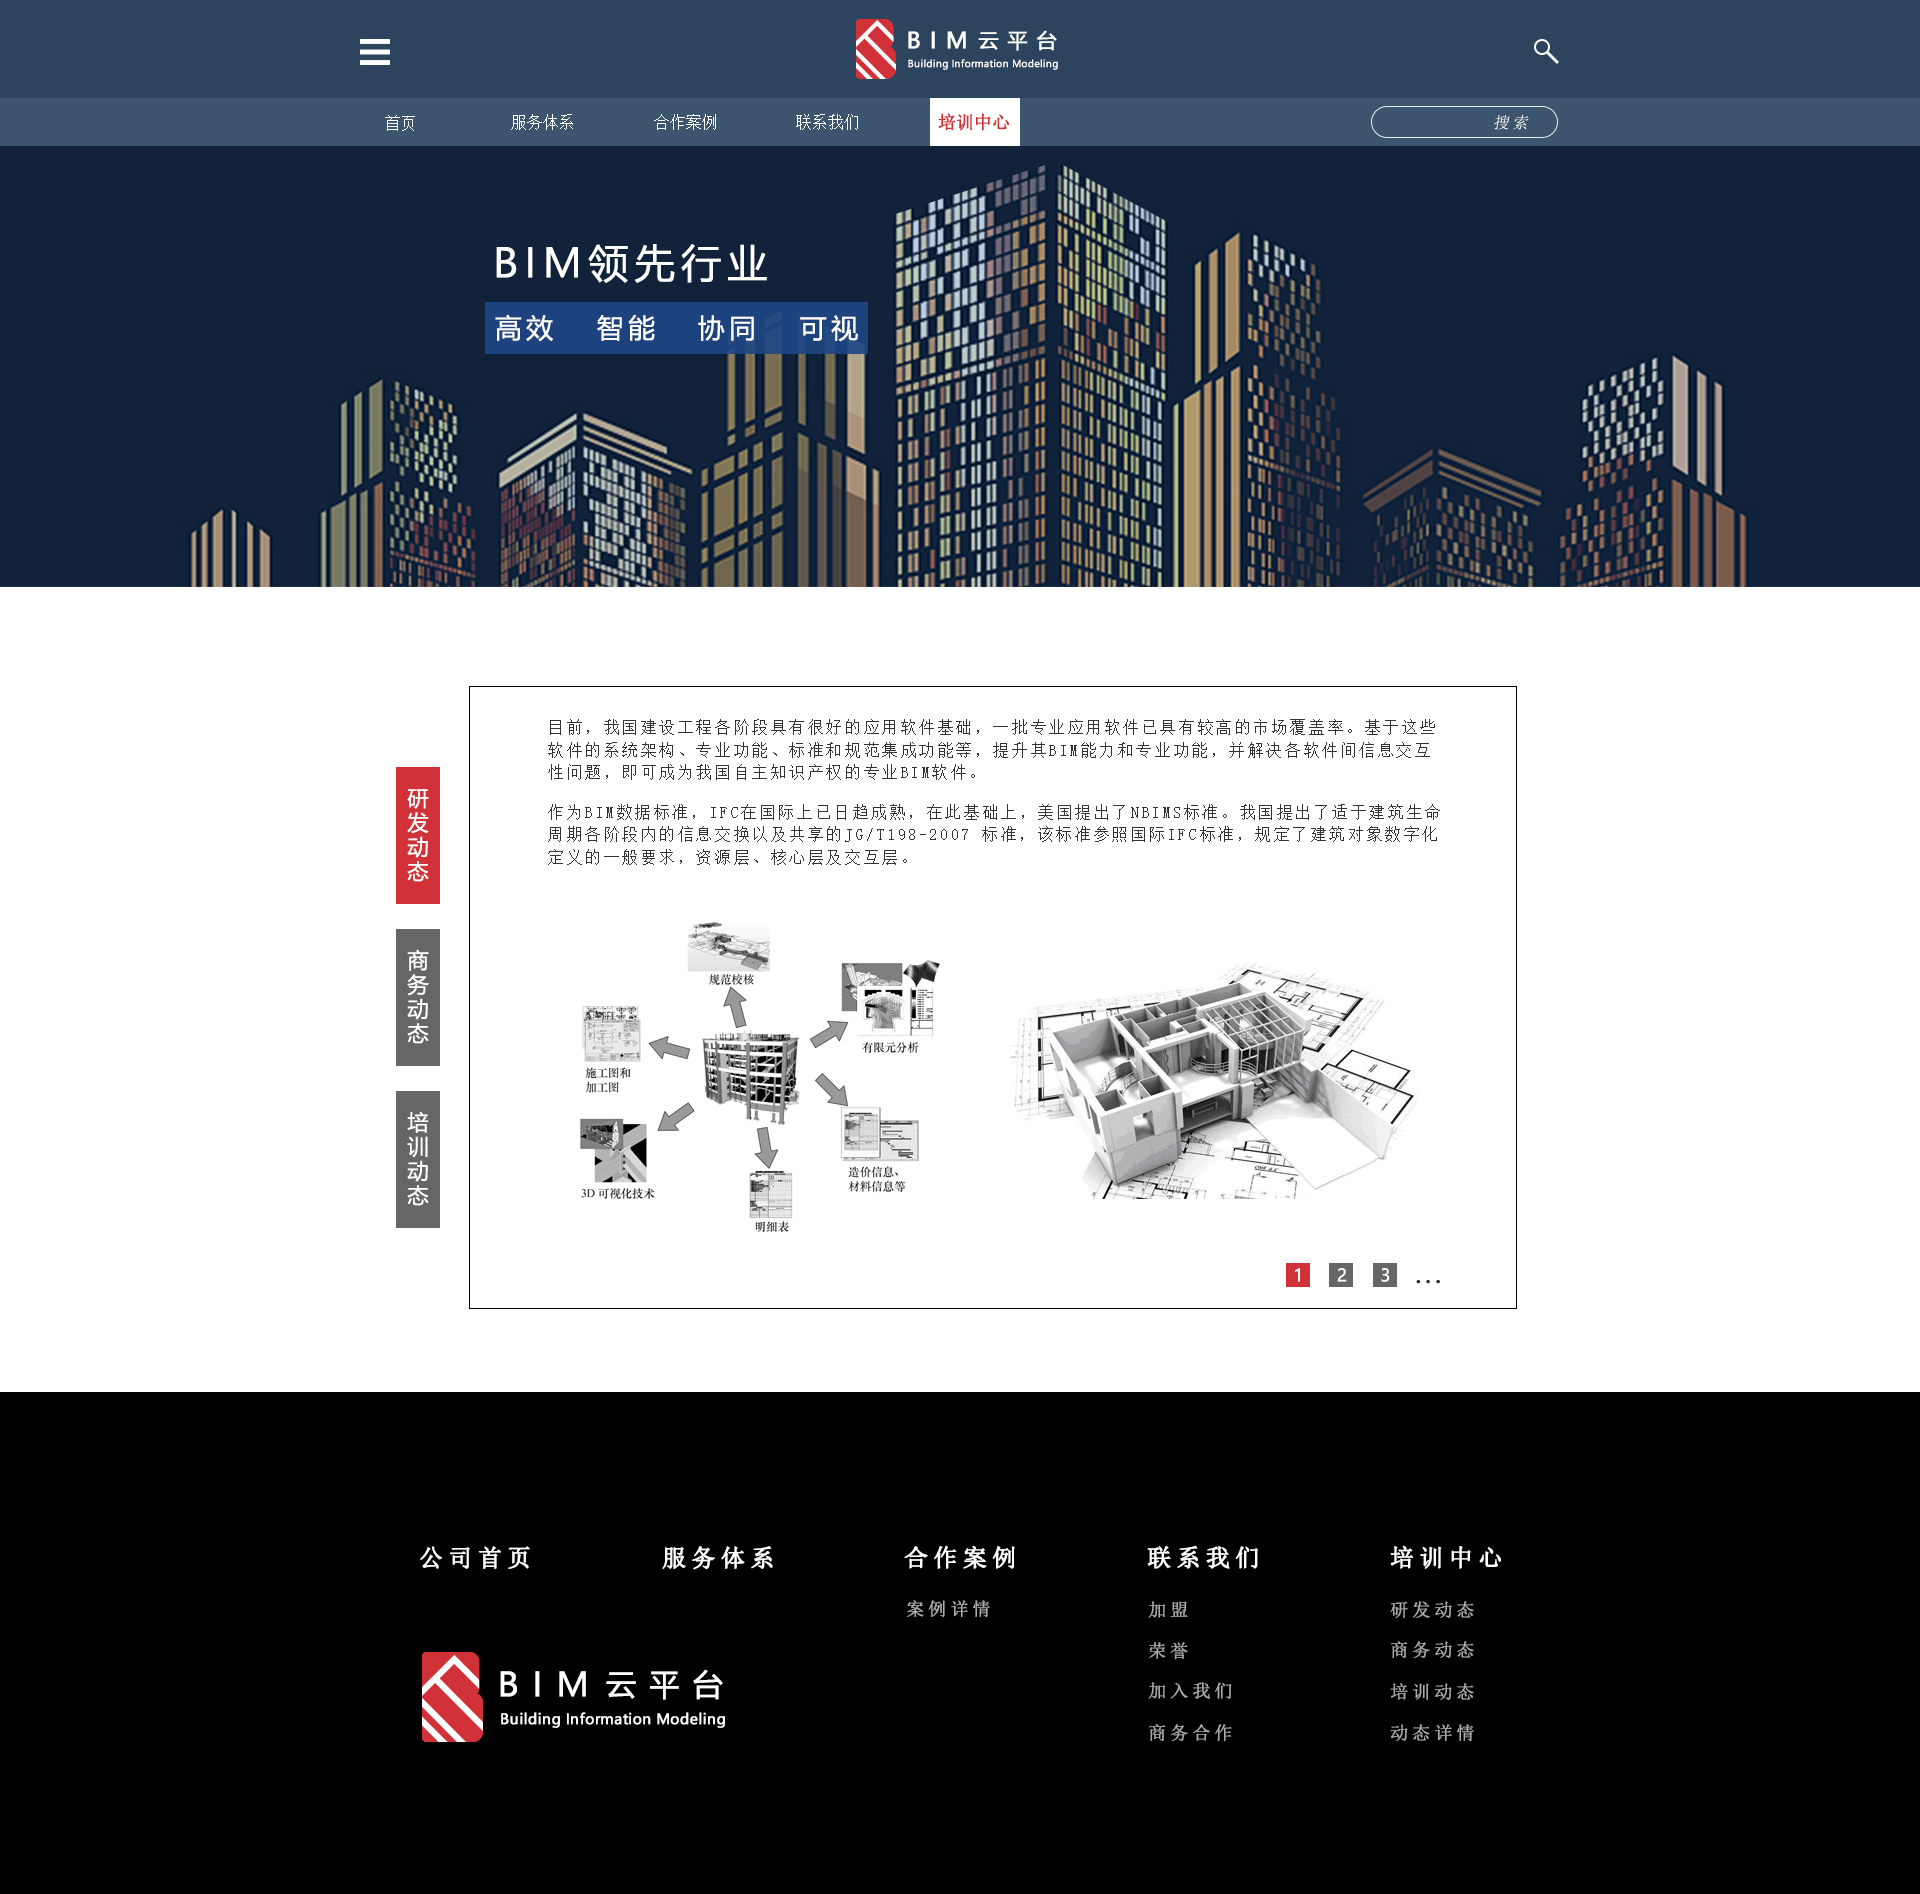 BIM云平台
Building Information Modeling
首页
服务体系
合作案例
联系我们
培训中心
搜索
BIM领先行业
高效 智能 协同 可视
目前，我国建设工程各阶段具有很好的应用软件基础，一批专业应用软件已具有较高的市场覆盖率。基于这些
软件的系统架构、专业功能、标准和规范集成功能等，提升其BIM能力和专业功能，并解决各软件间信息交互
性问题，即可成为我国自主知识产权的专业BIM软件。
作为BIM数据标准，IFC在国际上已日趋成熟，在此基础上，美国提出了NBIMS标准。我国提出了适于建筑生命
周期各阶段内的信息交换以及共享的JG/T198-2007 标准，该标准参照国际IFC标准，规定了建筑对象数字化
定义的一般要求，资源层、核心层及交互层。
研发动态
商务动态
培训动态
规范校核
有限元分析
施工图和
加工图
造价信息、
材料信息等
3D 可视化技术
明细表
1 2 3 ...
公司首页
服务体系
合作案例
案例详情
联系我们
加盟
荣誉
加入我们
商务合作
培训中心
研发动态
商务动态
培训动态
动态详情
BIM云平台
Building Information Modeling